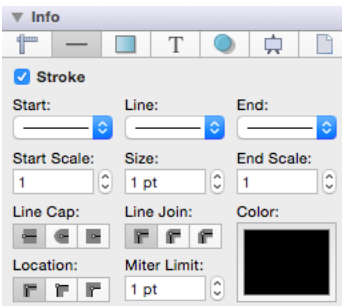 Info
T
Stroke
Start: Line: End:
Start Scale: Size: End Scale:
1 1 pt 1
Line Cap: Line Join: Color:
Location: Miter Limit:
1 pt